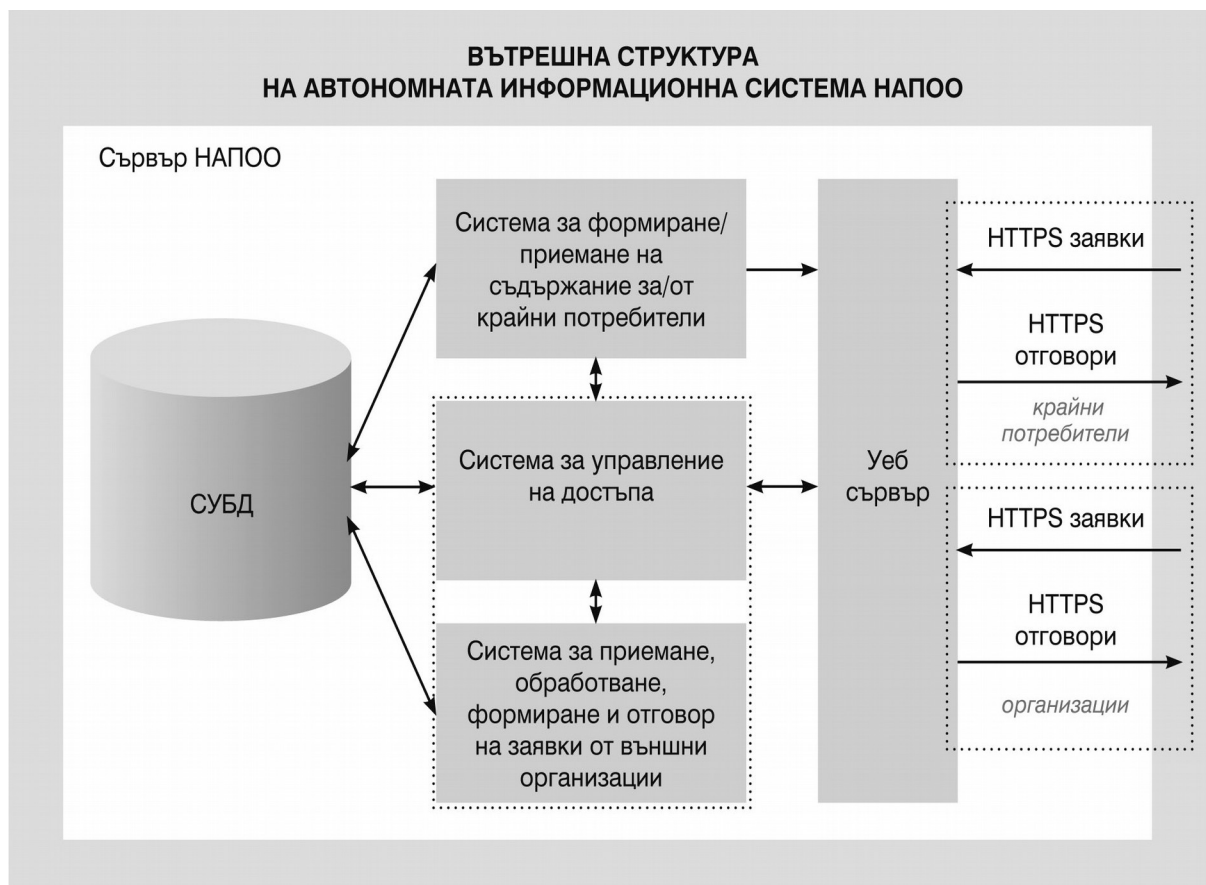 ВЪТРЕШНА СТРУКТУРА
НА АВТОНОМНАТА ИНФОРМАЦИОННА СИСТЕМА НАПОО
Сървър НАПОО
СУБД
Система за формиране/
приемане на
съдържание за/от
крайни потребители
Система за управление
на достъпа
Система за приемане,
обработване,
формиране и отговор
на заявки от външни
организации
Уеб
сървър
HTTPS заявки
HTTPS
отговори
крайни
потребители
HTTPS заявки
HTTPS
отговори
организации